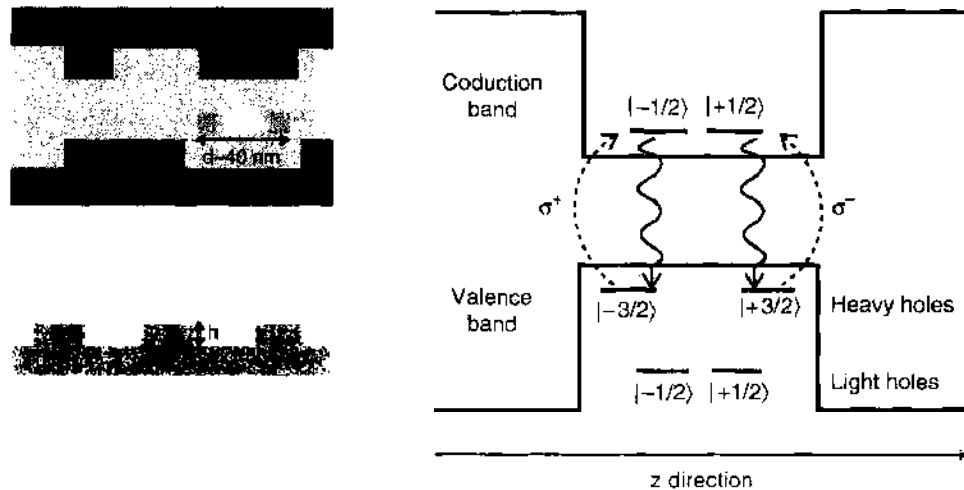 d~40 nm
h
Coduction
band
|−1/2⟩ |+1/2⟩
σ⁺
σ⁻
Valence
band
|−3/2⟩ |+3/2⟩
Heavy holes
|−1/2⟩ |+1/2⟩
Light holes
z direction